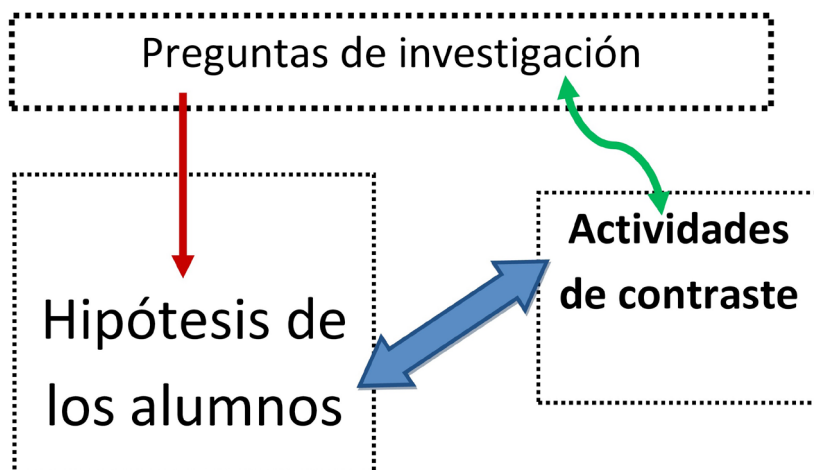 Preguntas de investigación
Hipótesis de
los alumnos
Actividades
de contraste